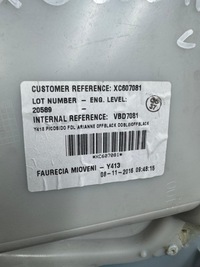 CUSTOMER REFERENCE: XC607081
LOT NUMBER - ENG. LEVEL:
20589 -
INTERNAL REFERENCE: VBD7081
*XC607081*
FAURECIA MIOVENI - Y413
08-11-2016 09:48:15